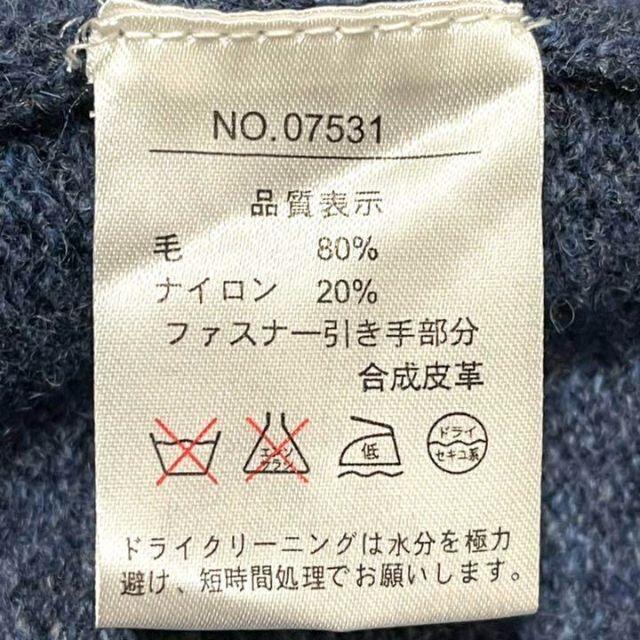 NO.07531
品質表示
毛 80%
ナイロン 20%
ファスナー引き手部分
合成皮革
エンソ
サラシ
低
ドライ
セキユ系
ドライクリーニングは水分を極力
避け、短時間処理でお願いします。